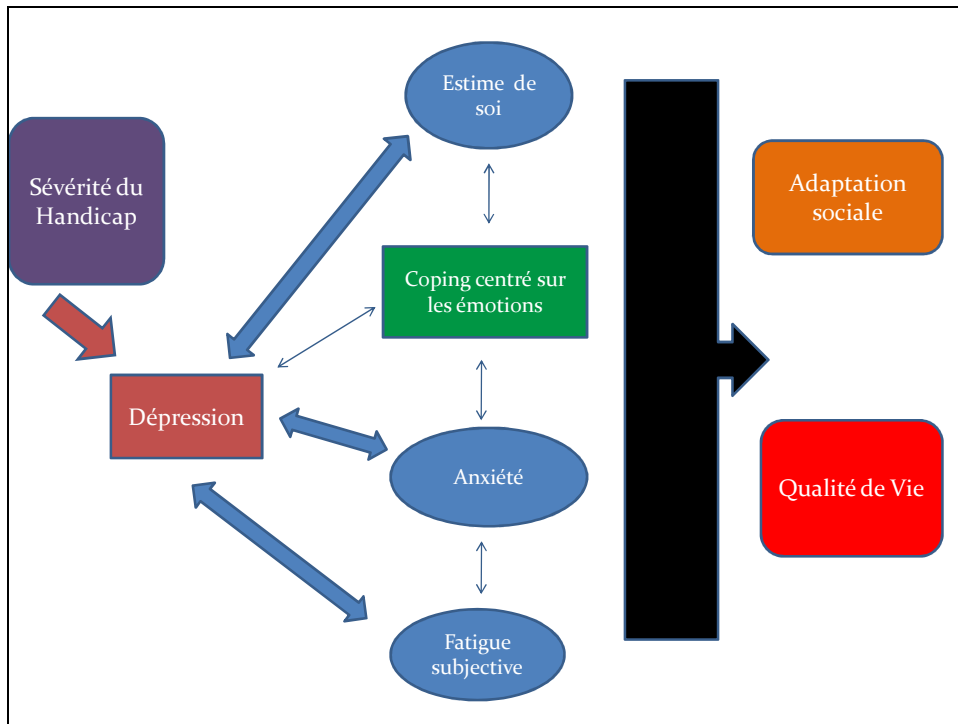 Estime de
soi
Sévérité du
Handicap
Adaptation
sociale
Coping centré sur
les émotions
Dépression
Anxiété
Qualité de Vie
Fatigue
subjective